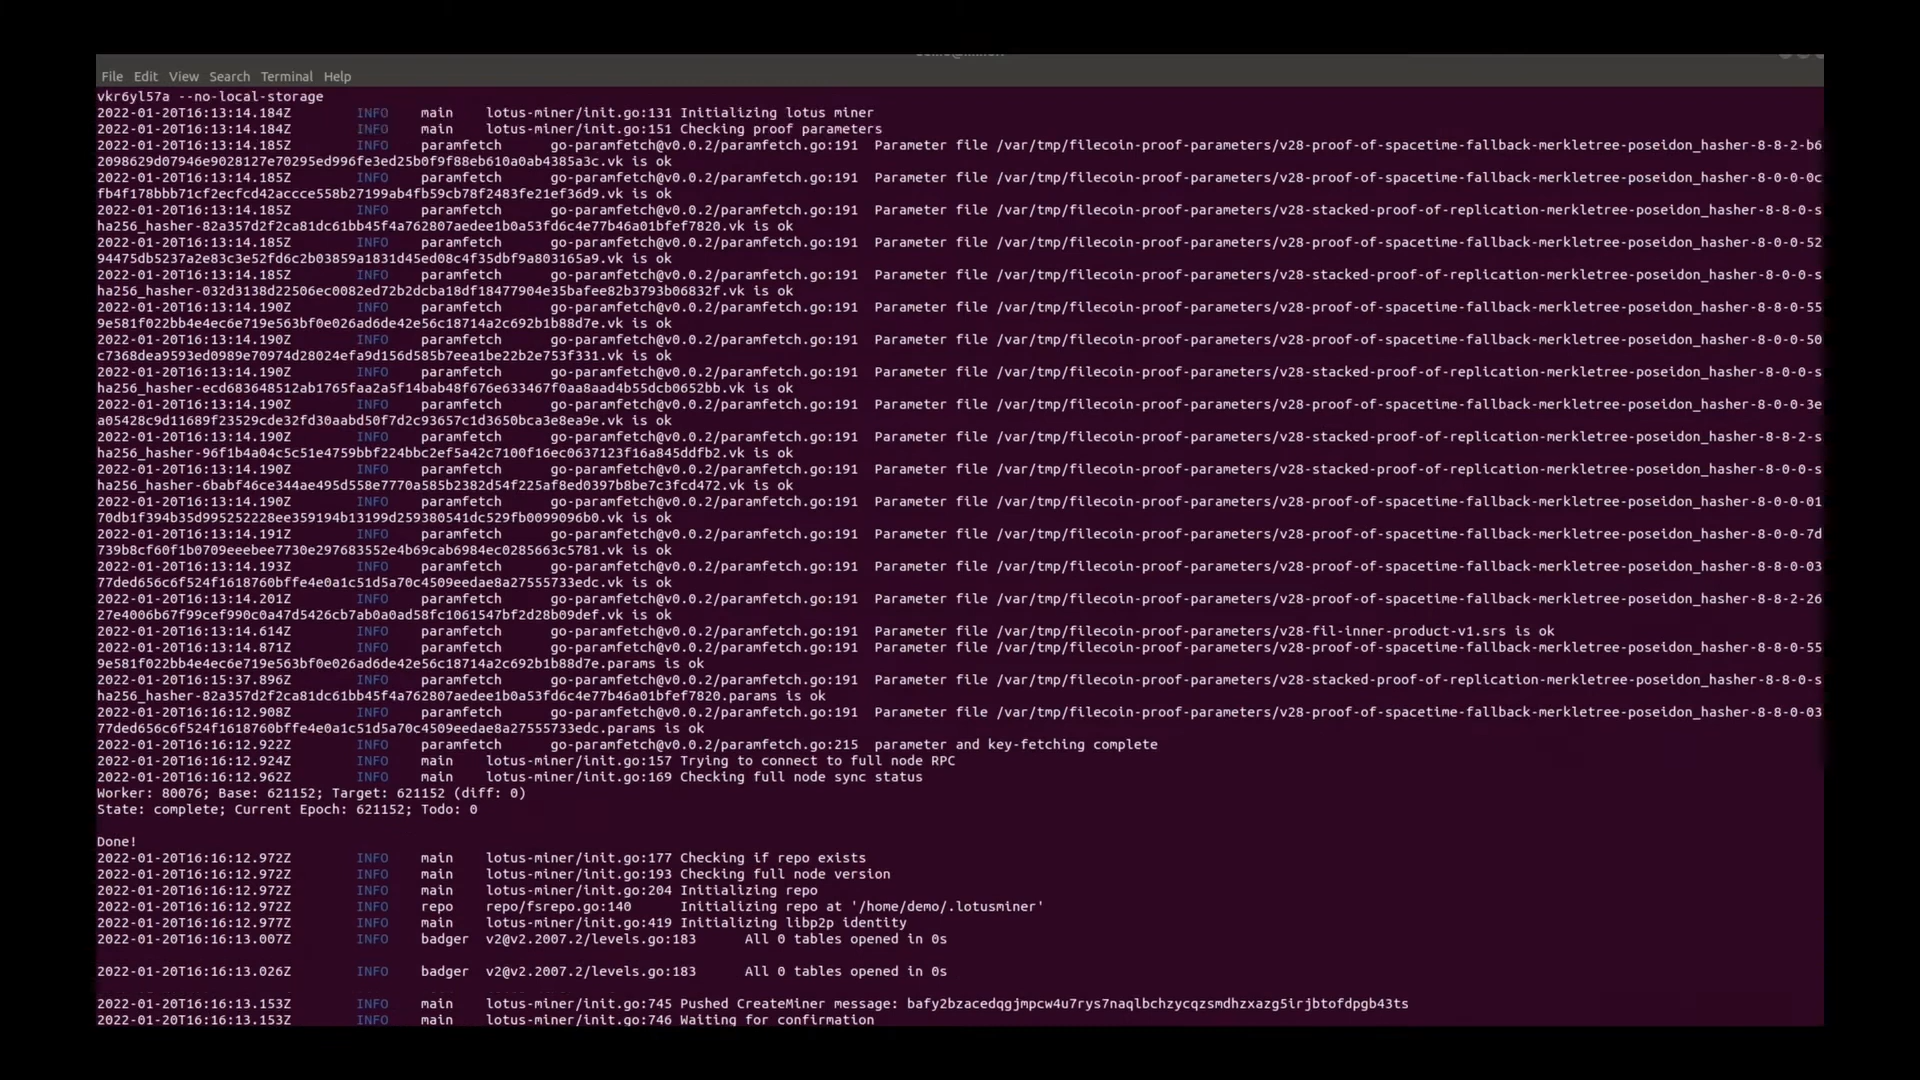 File Edit View Search Terminal Help
vkr6yl57a --no-local-storage
2022-01-20T16:13:14.184Z INFO main lotus-miner/init.go:131 Initializing lotus miner
2022-01-20T16:13:14.184Z INFO main lotus-miner/init.go:151 Checking proof parameters
2022-01-20T16:13:14.185Z INFO paramfetch go-paramfetch@v0.0.2/paramfetch.go:191 Parameter file /var/tmp/filecoin-proof-parameters/v28-proof-of-spacetime-fallback-merkletree-poseidon_hasher-8-8-2-b6
2098629d07946e9028127e70295ed996fe3ed25b0f9f88eb610a0ab4385a3c.vk is ok
2022-01-20T16:13:14.185Z INFO paramfetch go-paramfetch@v0.0.2/paramfetch.go:191 Parameter file /var/tmp/filecoin-proof-parameters/v28-proof-of-spacetime-fallback-merkletree-poseidon_hasher-8-0-0-0c
fb4f178bbb71cf2ecfcd42accce558b27199ab4fb59cb78f2483fe21ef36d9.vk is ok
2022-01-20T16:13:14.185Z INFO paramfetch go-paramfetch@v0.0.2/paramfetch.go:191 Parameter file /var/tmp/filecoin-proof-parameters/v28-stacked-proof-of-replication-merkletree-poseidon_hasher-8-8-0-s
ha256_hasher-82a357d2f2ca81dc61bb45f4a762807aedee1b0a53fd6c4e77b46a01bfef7820.vk is ok
2022-01-20T16:13:14.185Z INFO paramfetch go-paramfetch@v0.0.2/paramfetch.go:191 Parameter file /var/tmp/filecoin-proof-parameters/v28-proof-of-spacetime-fallback-merkletree-poseidon_hasher-8-0-0-52
94475db5237a2e83c3e52fd6c2b03859a1831d45ed08c4f35dbf9a803165a9.vk is ok
2022-01-20T16:13:14.185Z INFO paramfetch go-paramfetch@v0.0.2/paramfetch.go:191 Parameter file /var/tmp/filecoin-proof-parameters/v28-stacked-proof-of-replication-merkletree-poseidon_hasher-8-0-0-s
ha256_hasher-032d3138d22506ec0082ed72b2dcba18df18477904e35bafee82b3793b06832f.vk is ok
2022-01-20T16:13:14.190Z INFO paramfetch go-paramfetch@v0.0.2/paramfetch.go:191 Parameter file /var/tmp/filecoin-proof-parameters/v28-proof-of-spacetime-fallback-merkletree-poseidon_hasher-8-8-0-55
9e581f022bb4e4ec6e719e563bf0e026ad6de42e56c18714a2c692b1b88d7e.vk is ok
2022-01-20T16:13:14.190Z INFO paramfetch go-paramfetch@v0.0.2/paramfetch.go:191 Parameter file /var/tmp/filecoin-proof-parameters/v28-proof-of-spacetime-fallback-merkletree-poseidon_hasher-8-0-0-50
c7368dea9593ed0989e70974d28024efa9d156d585b7eea1be22b2e753f331.vk is ok
2022-01-20T16:13:14.190Z INFO paramfetch go-paramfetch@v0.0.2/paramfetch.go:191 Parameter file /var/tmp/filecoin-proof-parameters/v28-stacked-proof-of-replication-merkletree-poseidon_hasher-8-0-0-s
ha256_hasher-ecd683648512ab1765faa2a5f14bab48f676e633467f0aa8aad4b55dcb0652bb.vk is ok
2022-01-20T16:13:14.190Z INFO paramfetch go-paramfetch@v0.0.2/paramfetch.go:191 Parameter file /var/tmp/filecoin-proof-parameters/v28-proof-of-spacetime-fallback-merkletree-poseidon_hasher-8-0-0-3e
a05428c9d11689f23529cde32fd30aabd50f7d2c93657c1d3650bca3e8ea9e.vk is ok
2022-01-20T16:13:14.190Z INFO paramfetch go-paramfetch@v0.0.2/paramfetch.go:191 Parameter file /var/tmp/filecoin-proof-parameters/v28-stacked-proof-of-replication-merkletree-poseidon_hasher-8-8-2-s
ha256_hasher-96f1b4a04c5c51e4759bbf224bbc2ef5a42c7100f16ec0637123f16a845ddfb2.vk is ok
2022-01-20T16:13:14.190Z INFO paramfetch go-paramfetch@v0.0.2/paramfetch.go:191 Parameter file /var/tmp/filecoin-proof-parameters/v28-stacked-proof-of-replication-merkletree-poseidon_hasher-8-0-0-s
ha256_hasher-6babf46ce344ae495d558e7770a585b2382d54f225af8ed0397b8be7c3fcd472.vk is ok
2022-01-20T16:13:14.190Z INFO paramfetch go-paramfetch@v0.0.2/paramfetch.go:191 Parameter file /var/tmp/filecoin-proof-parameters/v28-proof-of-spacetime-fallback-merkletree-poseidon_hasher-8-0-0-01
70db1f394b35d995252228ee359194b13199d259380541dc529fb0099096b0.vk is ok
2022-01-20T16:13:14.191Z INFO paramfetch go-paramfetch@v0.0.2/paramfetch.go:191 Parameter file /var/tmp/filecoin-proof-parameters/v28-proof-of-spacetime-fallback-merkletree-poseidon_hasher-8-0-0-7d
739b8cf60f1b0709eeebee7730e297683552e4b69cab6984ec0285663c5781.vk is ok
2022-01-20T16:13:14.193Z INFO paramfetch go-paramfetch@v0.0.2/paramfetch.go:191 Parameter file /var/tmp/filecoin-proof-parameters/v28-proof-of-spacetime-fallback-merkletree-poseidon_hasher-8-8-0-03
77ded656c6f524f1618760bffe4e0a1c51d5a70c4509eedae8a27555733edc.vk is ok
2022-01-20T16:13:14.201Z INFO paramfetch go-paramfetch@v0.0.2/paramfetch.go:191 Parameter file /var/tmp/filecoin-proof-parameters/v28-proof-of-spacetime-fallback-merkletree-poseidon_hasher-8-8-2-26
27e4006b67f99cef990c0a47d5426cb7ab0a0ad58fc1061547bf2d28b09def.vk is ok
2022-01-20T16:13:14.614Z INFO paramfetch go-paramfetch@v0.0.2/paramfetch.go:191 Parameter file /var/tmp/filecoin-proof-parameters/v28-fil-inner-product-v1.srs is ok
2022-01-20T16:13:14.871Z INFO paramfetch go-paramfetch@v0.0.2/paramfetch.go:191 Parameter file /var/tmp/filecoin-proof-parameters/v28-proof-of-spacetime-fallback-merkletree-poseidon_hasher-8-8-0-55
9e581f022bb4e4ec6e719e563bf0e026ad6de42e56c18714a2c692b1b88d7e.params is ok
2022-01-20T16:15:37.896Z INFO paramfetch go-paramfetch@v0.0.2/paramfetch.go:191 Parameter file /var/tmp/filecoin-proof-parameters/v28-stacked-proof-of-replication-merkletree-poseidon_hasher-8-8-0-s
ha256_hasher-82a357d2f2ca81dc61bb45f4a762807aedee1b0a53fd6c4e77b46a01bfef7820.params is ok
2022-01-20T16:16:12.908Z INFO paramfetch go-paramfetch@v0.0.2/paramfetch.go:191 Parameter file /var/tmp/filecoin-proof-parameters/v28-proof-of-spacetime-fallback-merkletree-poseidon_hasher-8-8-0-03
77ded656c6f524f1618760bffe4e0a1c51d5a70c4509eedae8a27555733edc.params is ok
2022-01-20T16:16:12.922Z INFO paramfetch go-paramfetch@v0.0.2/paramfetch.go:215 parameter and key-fetching complete
2022-01-20T16:16:12.924Z INFO main lotus-miner/init.go:157 Trying to connect to full node RPC
2022-01-20T16:16:12.962Z INFO main lotus-miner/init.go:169 Checking full node sync status
Worker: 80076; Base: 621152; Target: 621152 (diff: 0)
State: complete; Current Epoch: 621152; Todo: 0
Done!
2022-01-20T16:16:12.972Z INFO main lotus-miner/init.go:177 Checking if repo exists
2022-01-20T16:16:12.972Z INFO main lotus-miner/init.go:193 Checking full node version
2022-01-20T16:16:12.972Z INFO main lotus-miner/init.go:204 Initializing repo
2022-01-20T16:16:12.972Z INFO repo repo/fsrepo.go:140 Initializing repo at '/home/demo/.lotusminer'
2022-01-20T16:16:12.977Z INFO main lotus-miner/init.go:419 Initializing libp2p identity
2022-01-20T16:16:13.007Z INFO badger v2@v2.2007.2/levels.go:183 All 0 tables opened in 0s
2022-01-20T16:16:13.026Z INFO badger v2@v2.2007.2/levels.go:183 All 0 tables opened in 0s
2022-01-20T16:16:13.153Z INFO main lotus-miner/init.go:745 Pushed CreateMiner message: bafy2bzacedqgjmpcw4u7rys7naqlbchzycqzsmdhzxazg5irjbtofdpgb43ts
2022-01-20T16:16:13.153Z INFO main lotus-miner/init.go:746 Waiting for confirmation